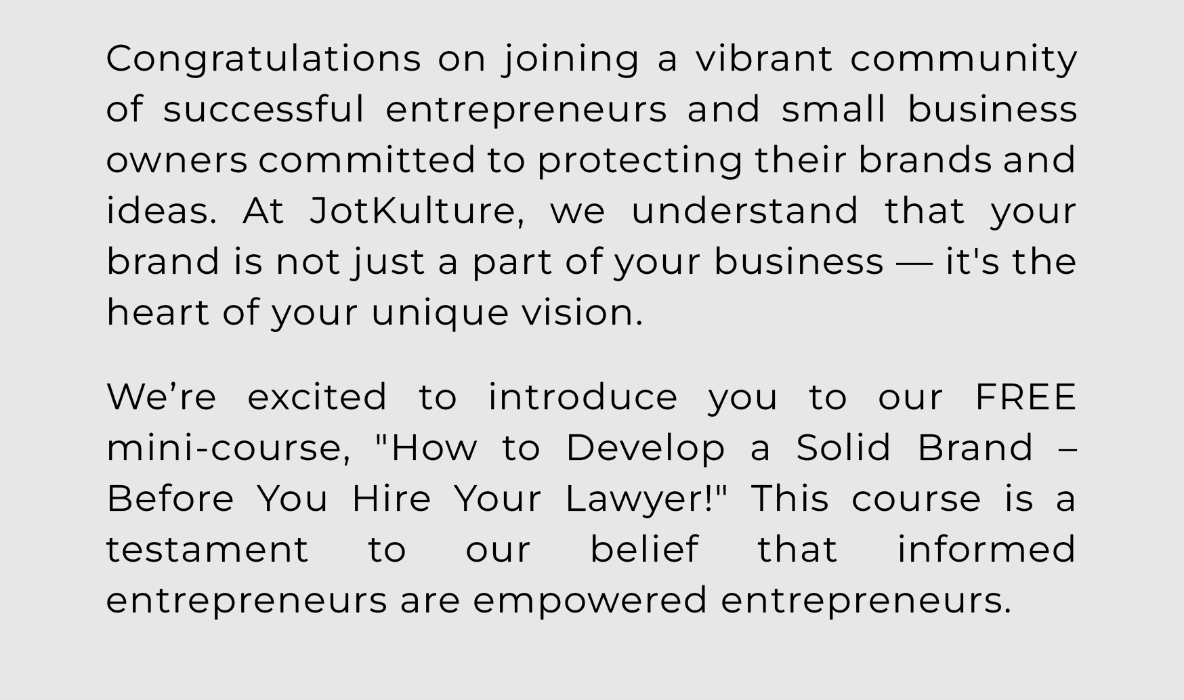 Congratulations on joining a vibrant community
of successful entrepreneurs and small business
owners committed to protecting their brands and
ideas. At JotKulture, we understand that your
brand is not just a part of your business — it's the
heart of your unique vision.
We’re excited to introduce you to our FREE
mini-course, "How to Develop a Solid Brand –
Before You Hire Your Lawyer!" This course is a
testament to our belief that informed
entrepreneurs are empowered entrepreneurs.